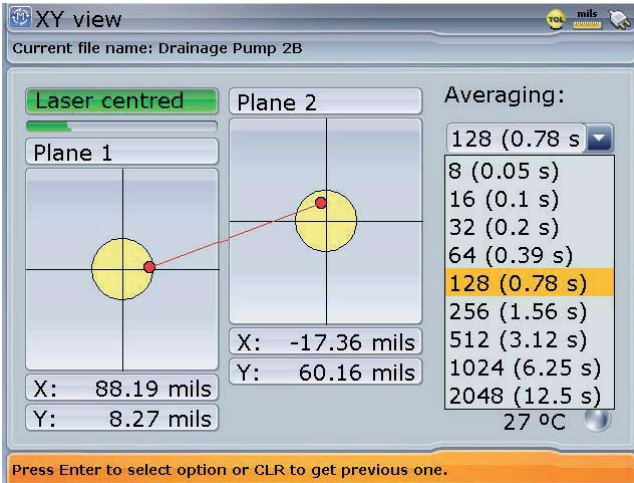 XY view
TOL
mils
Current file name: Drainage Pump 2B
Laser centred
Plane 1
X: 88.19 mils
Y: 8.27 mils
Plane 2
X: -17.36 mils
Y: 60.16 mils
Averaging:
128 (0.78 s
8 (0.05 s)
16 (0.1 s)
32 (0.2 s)
64 (0.39 s)
128 (0.78 s)
256 (1.56 s)
512 (3.12 s)
1024 (6.25 s)
2048 (12.5 s)
27 ºC
Press Enter to select option or CLR to get previous one.